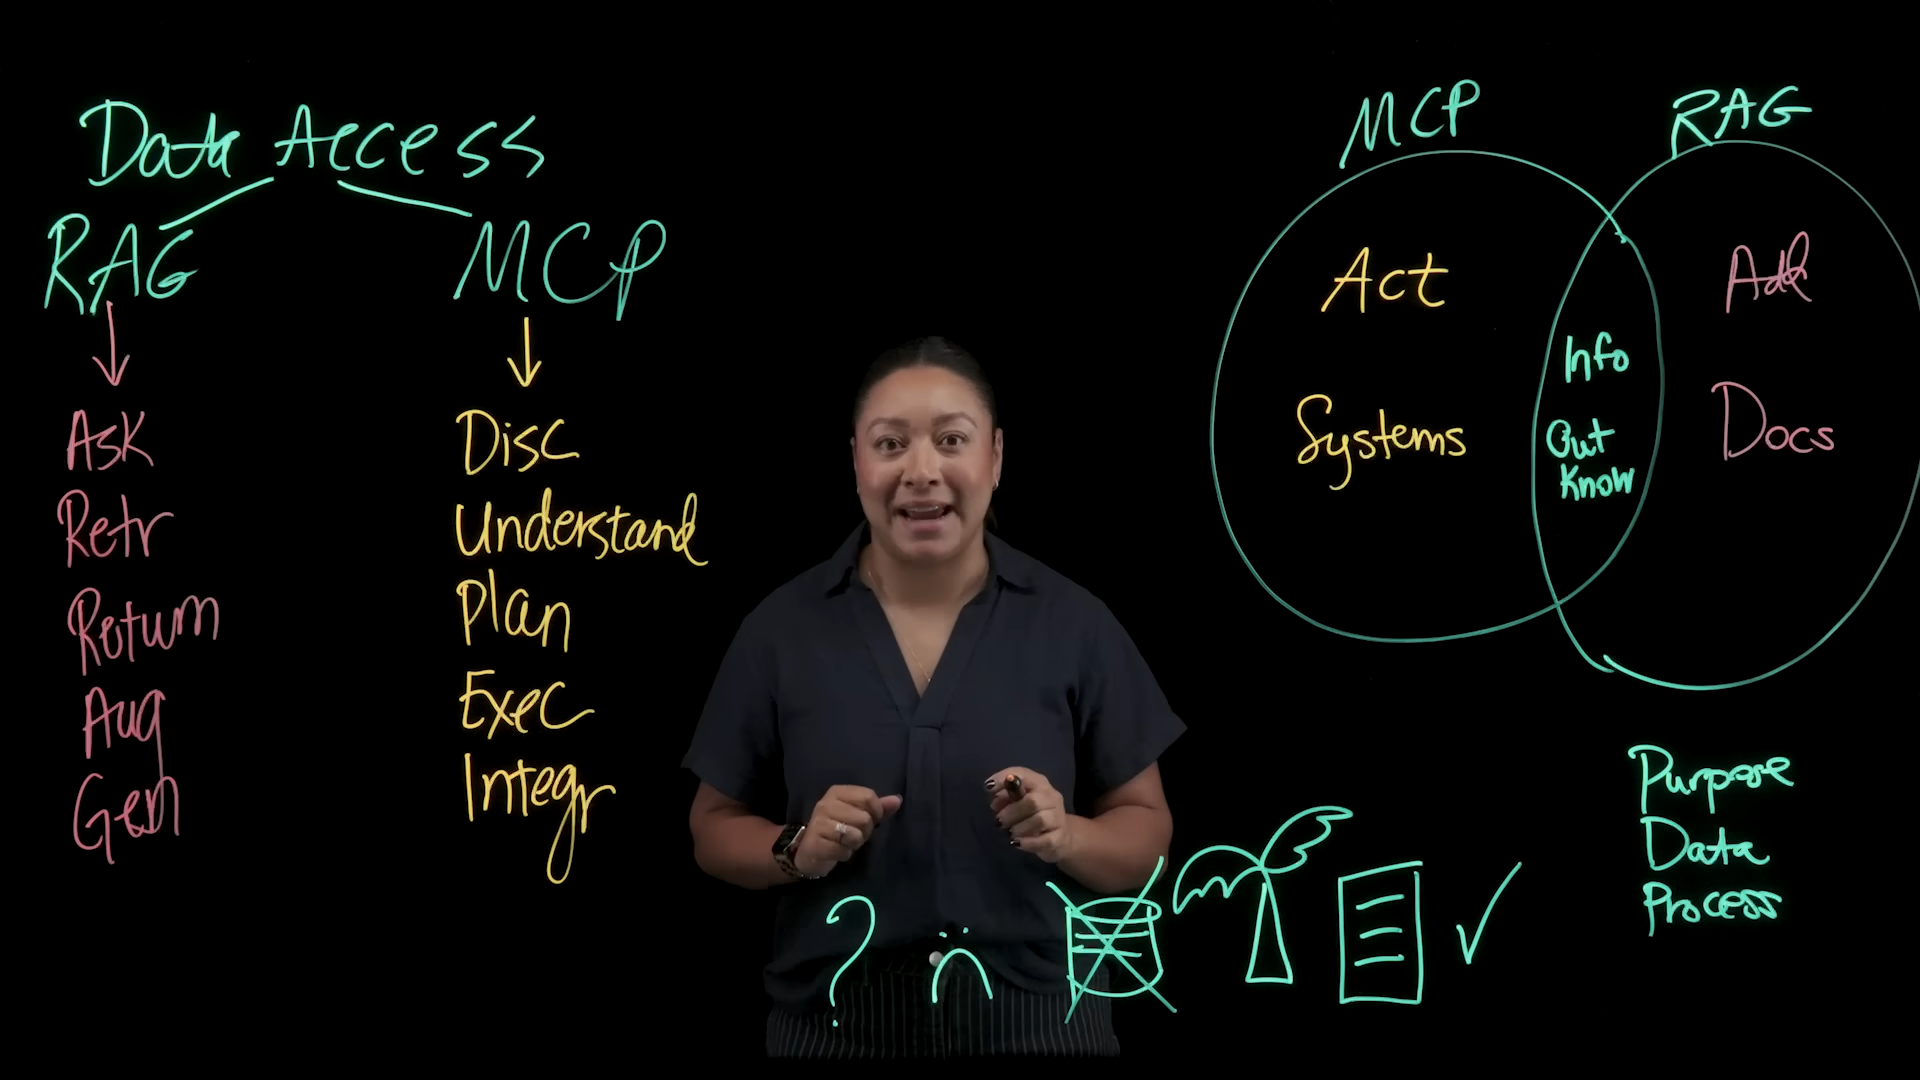 Data Access
RAG
MCP
Ask
Retr
Return
Aug
Gen
Disc
Understand
Plan
Exec
Integr
?
MCP
RAG
Act
Systems
Info
Out
Know
Add
Docs
Purpose
Data
Process